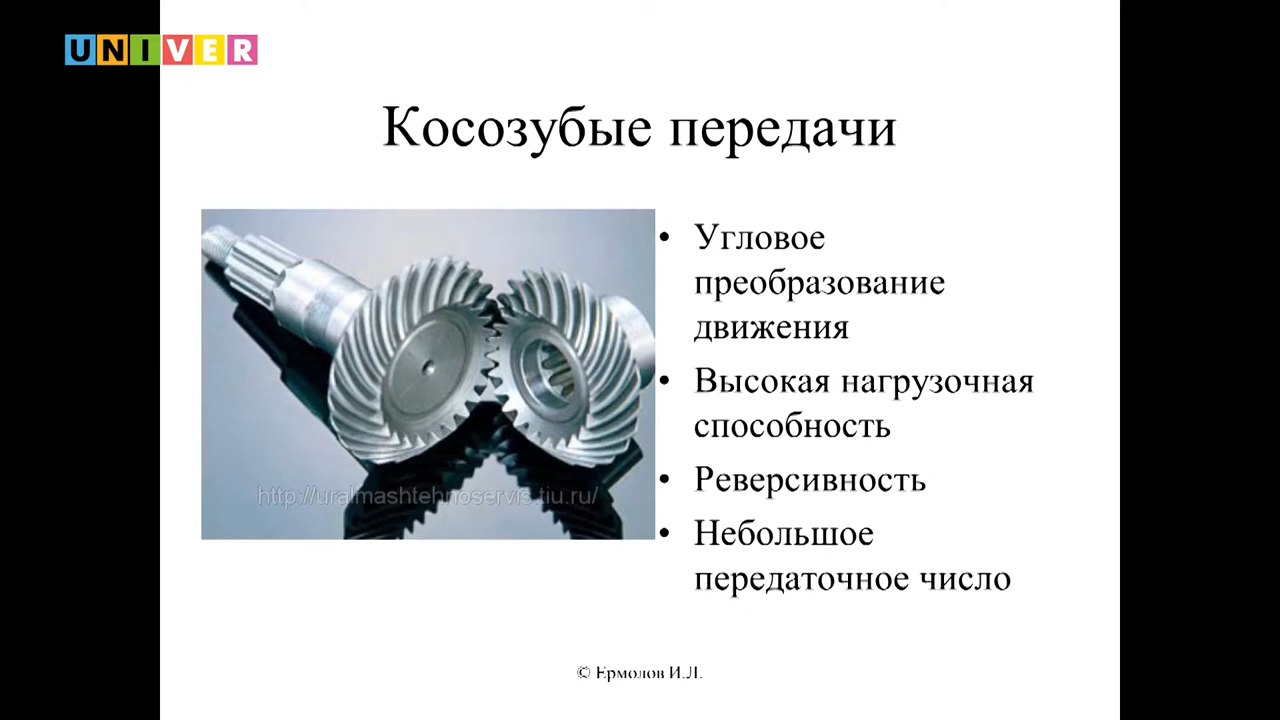 UNIVER
Косозубые передачи
• Угловое
преобразование
движения
• Высокая нагрузочная
способность
• Реверсивность
• Небольшое
передаточное число
http://uralmashtehnoservis.tiu.ru/
© Ермолов И.Л.